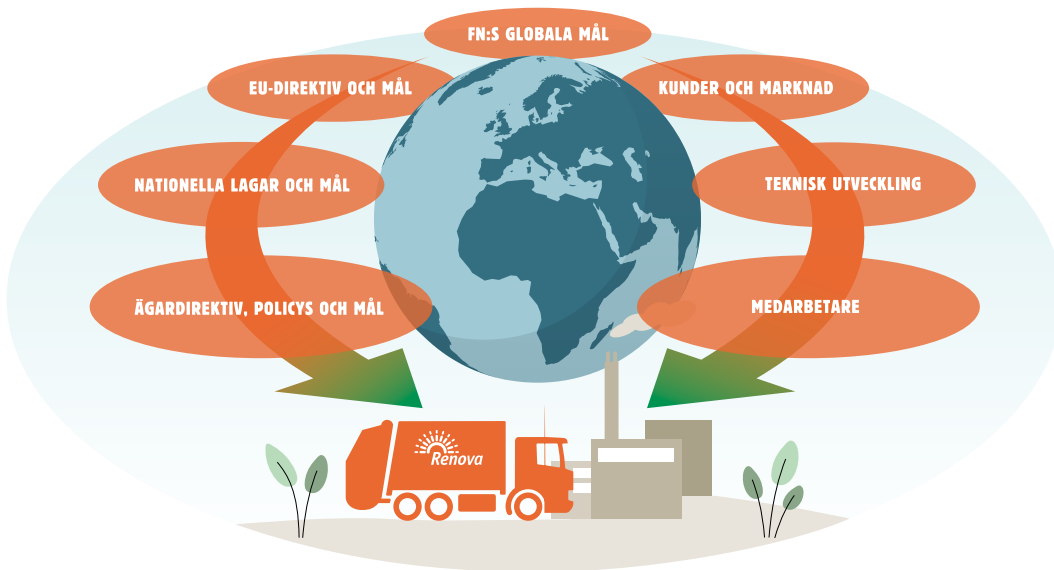 FN:S GLOBALA MÅL
EU-DIREKTIV OCH MÅL
KUNDER OCH MARKNAD
NATIONELLA LAGAR OCH MÅL
TEKNISK UTVECKLING
ÄGARDIREKTIV, POLICYS OCH MÅL
MEDARBETARE
Renova